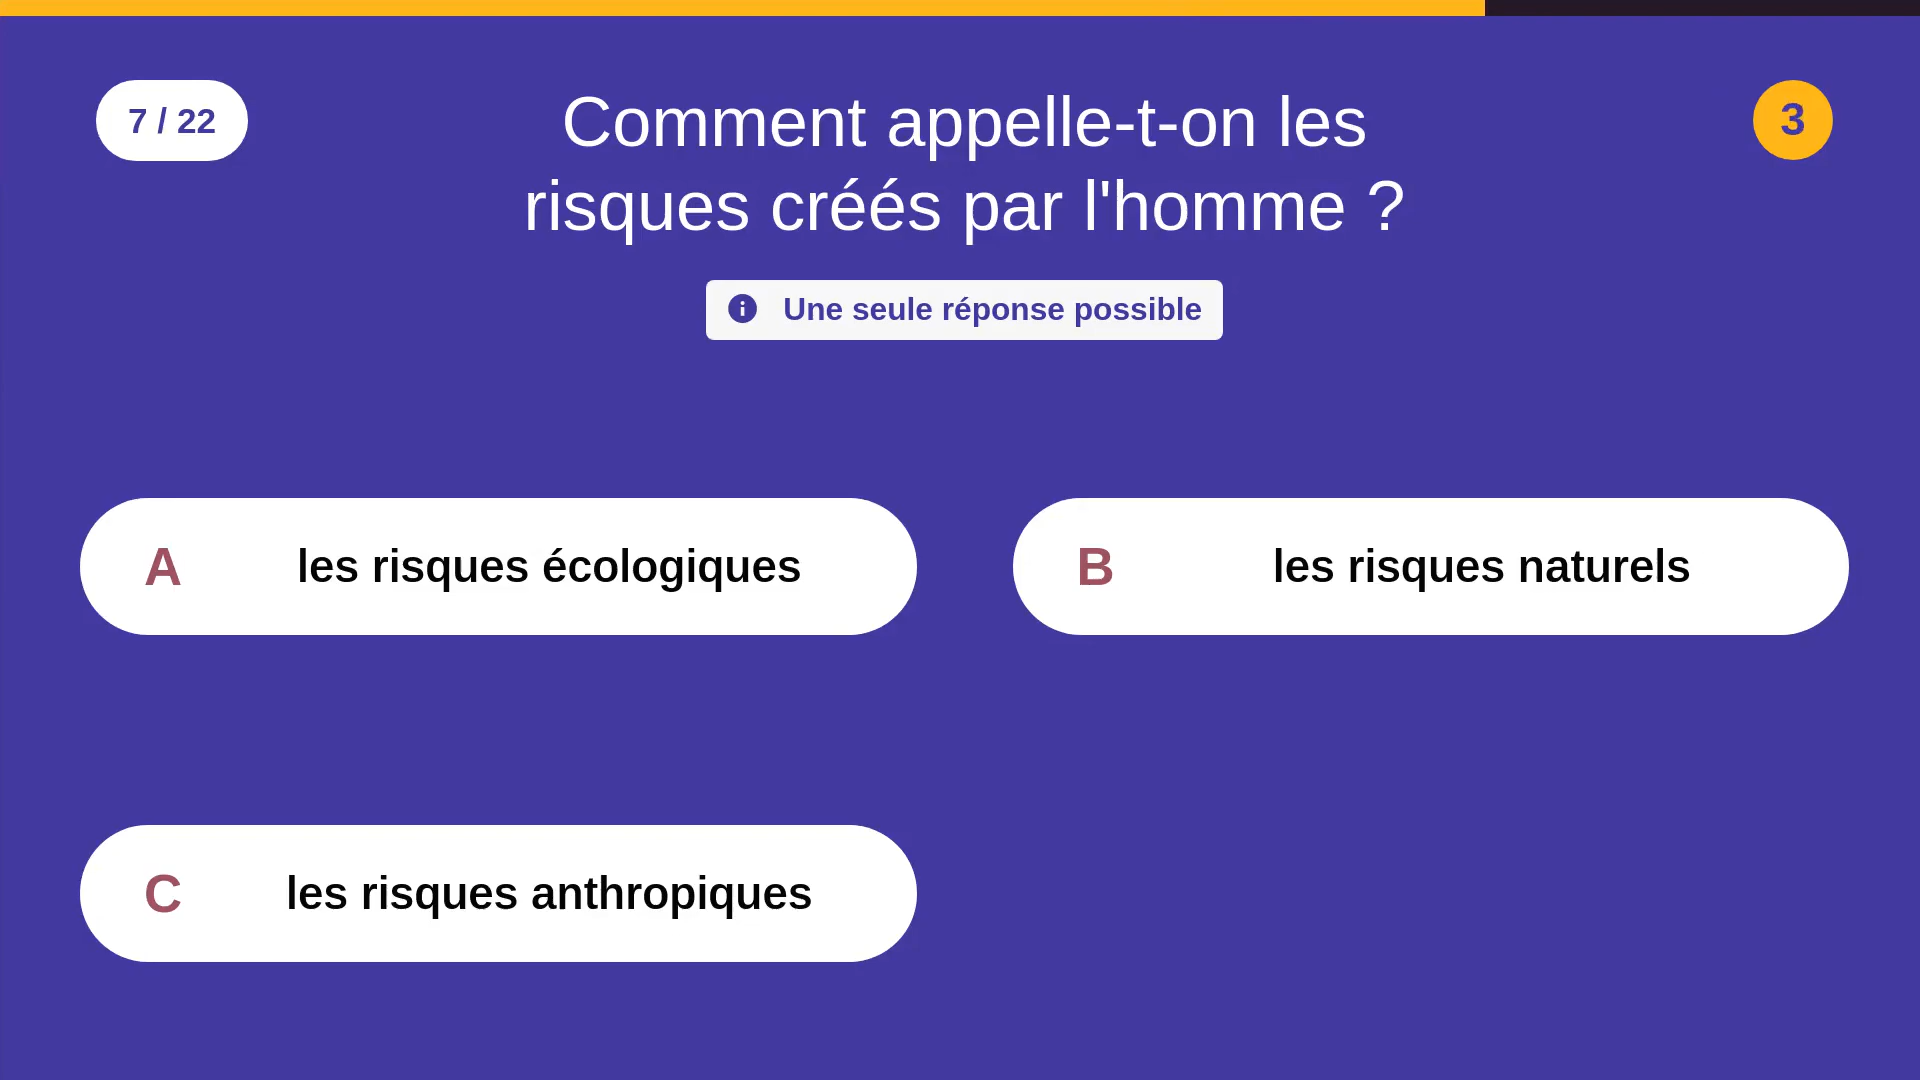 7 / 22
Comment appelle-t-on les
risques créés par l'homme ?
3
Une seule réponse possible
A les risques écologiques
B les risques naturels
C les risques anthropiques